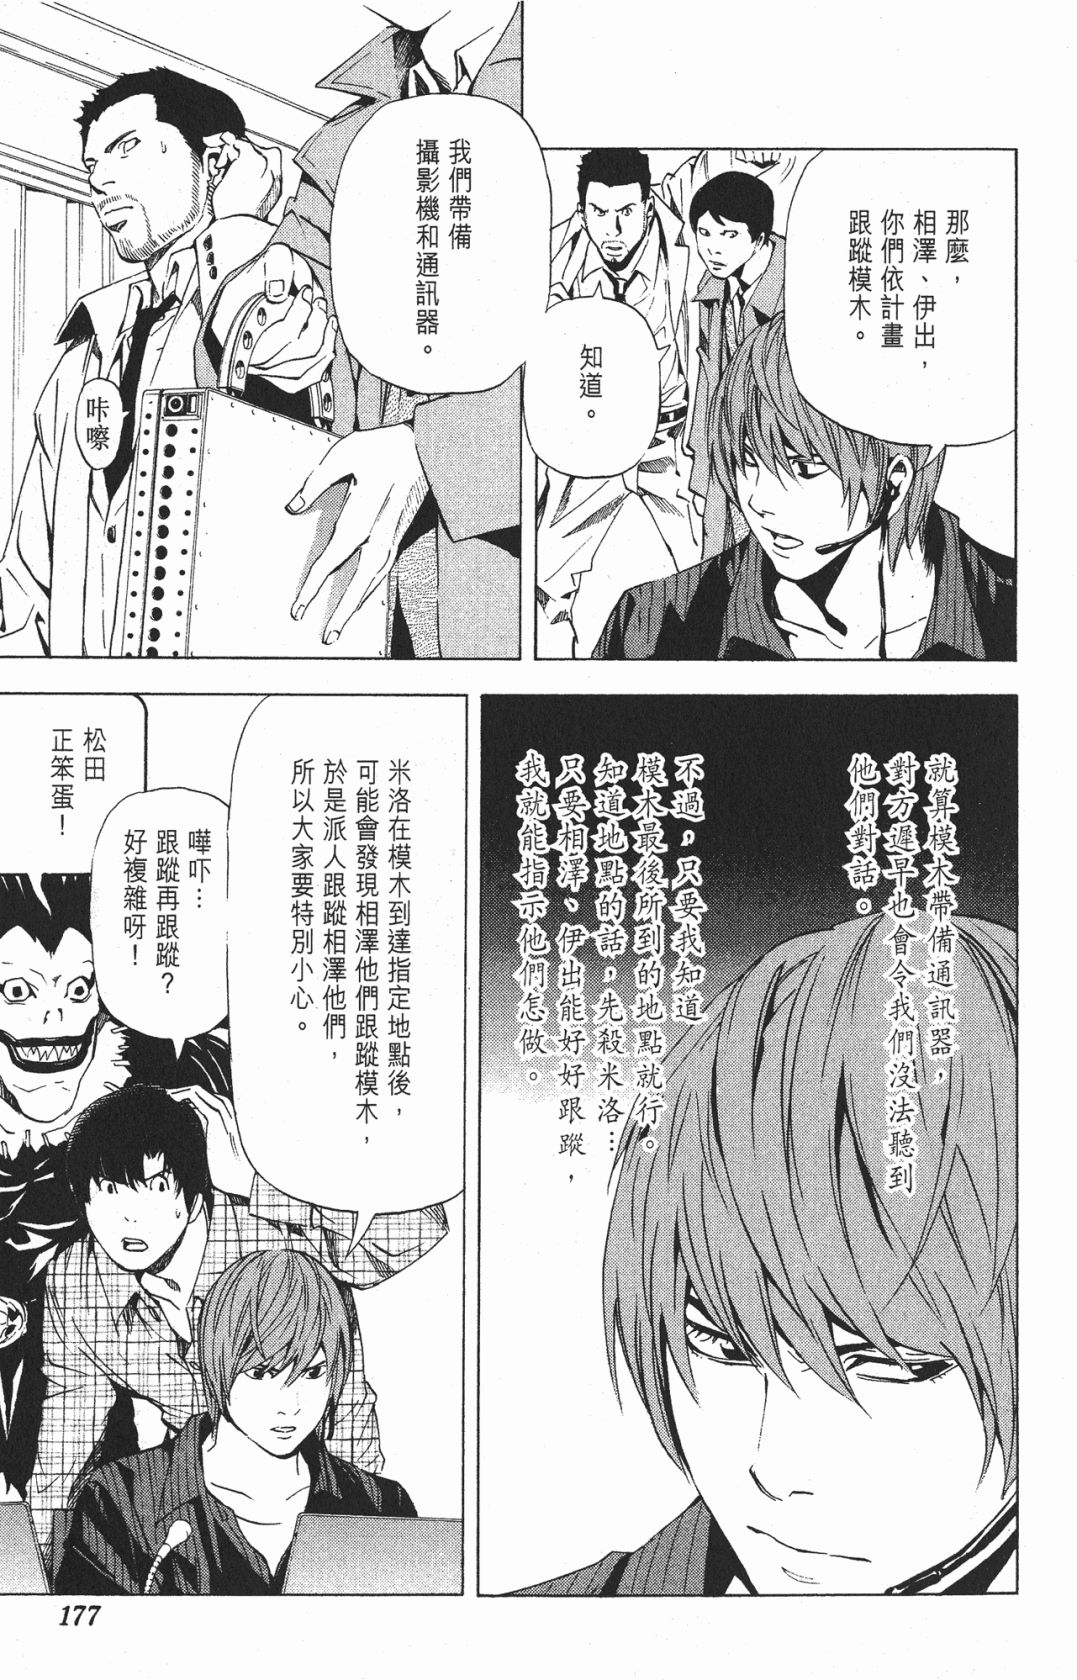 那麼，
相澤、伊出，
你們依計畫
跟蹤模木。
知道。
我們帶備
攝影機和通訊器。
咔嚓
就算模木帶備通訊器，
對方遲早也會令我們沒法聽到
他們對話。
不過，只要我知道
模木最後所到的地點就行。
知道地點的話，先殺米洛…
只要相澤、伊出能好好跟蹤，
我就能指示他們怎做。
米洛在模木到達指定地點後，
可能會發現相澤他們跟蹤模木，
於是派人跟蹤相澤他們，
所以大家要特別小心。
嘩吓…
跟蹤再跟蹤？
好複雜呀！
松田
正笨蛋！
177